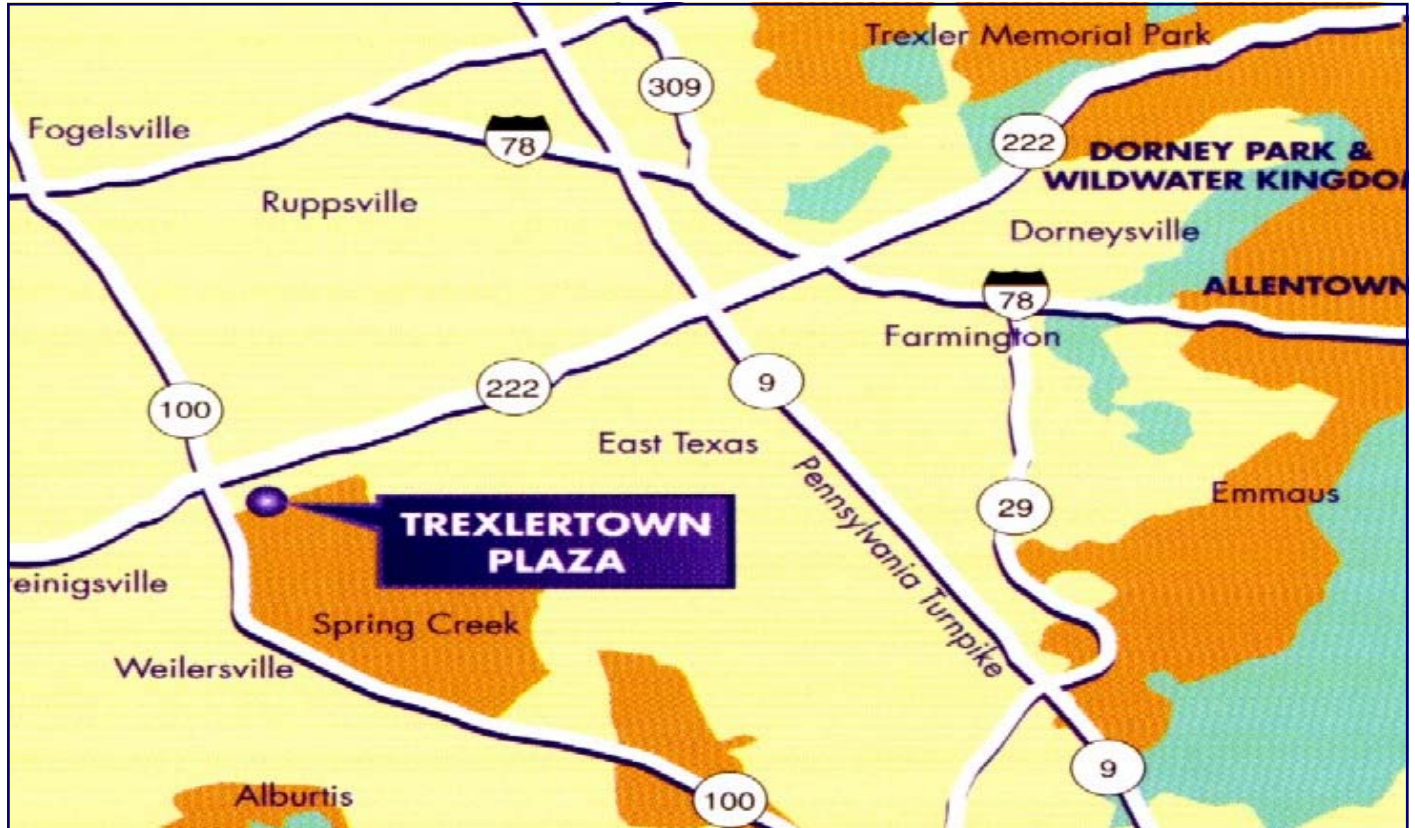 Trexler Memorial Park
309
Fogelsville
78
222
DORNEY PARK &
WILDWATER KINGDO
Ruppsville
Dorneysville
78
ALLENTOWN
Farmington
222
9
100
East Texas
Pennsylvania Turnpike
Emmaus
29
TREXLERTOWN
PLAZA
einigsville
Spring Creek
Weilersville
9
Alburtis
100